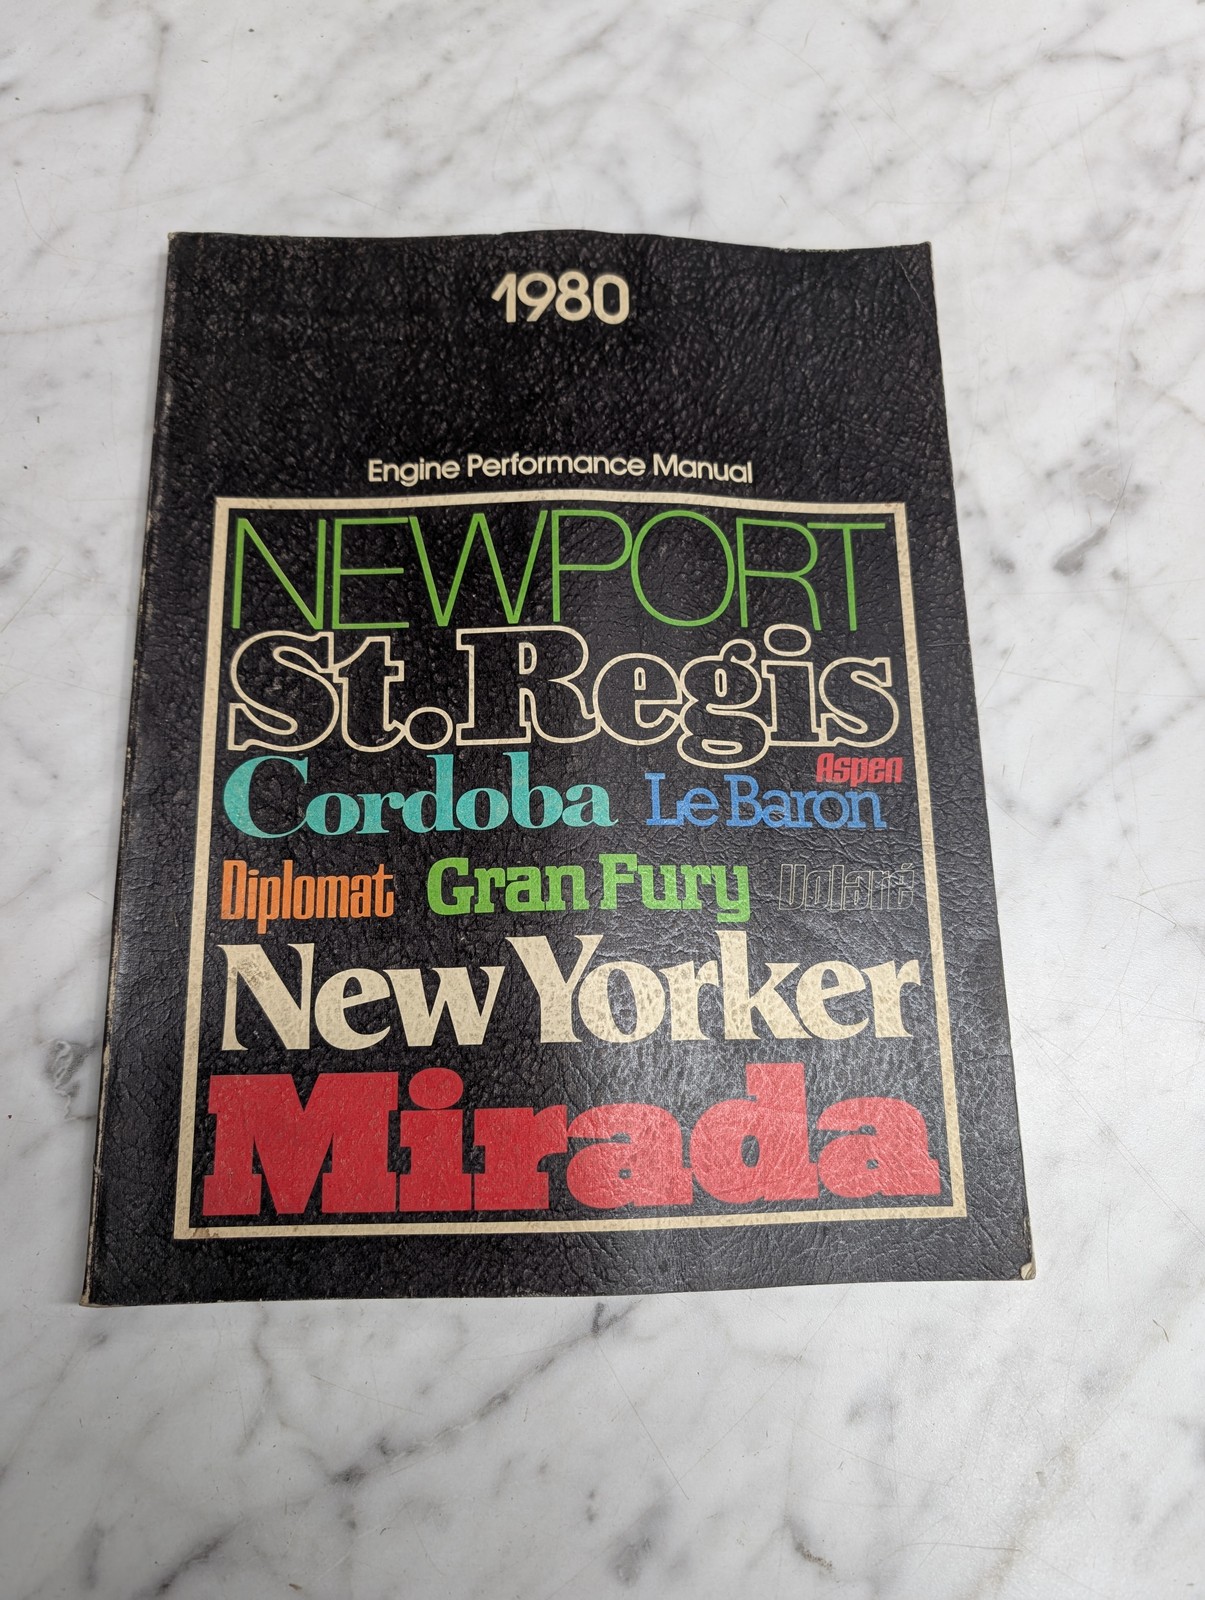 1980
Engine Performance Manual
NEWPORT
St. Regis
Aspen
Cordoba Le Baron
Diplomat Gran Fury Volaré
New Yorker
Mirada